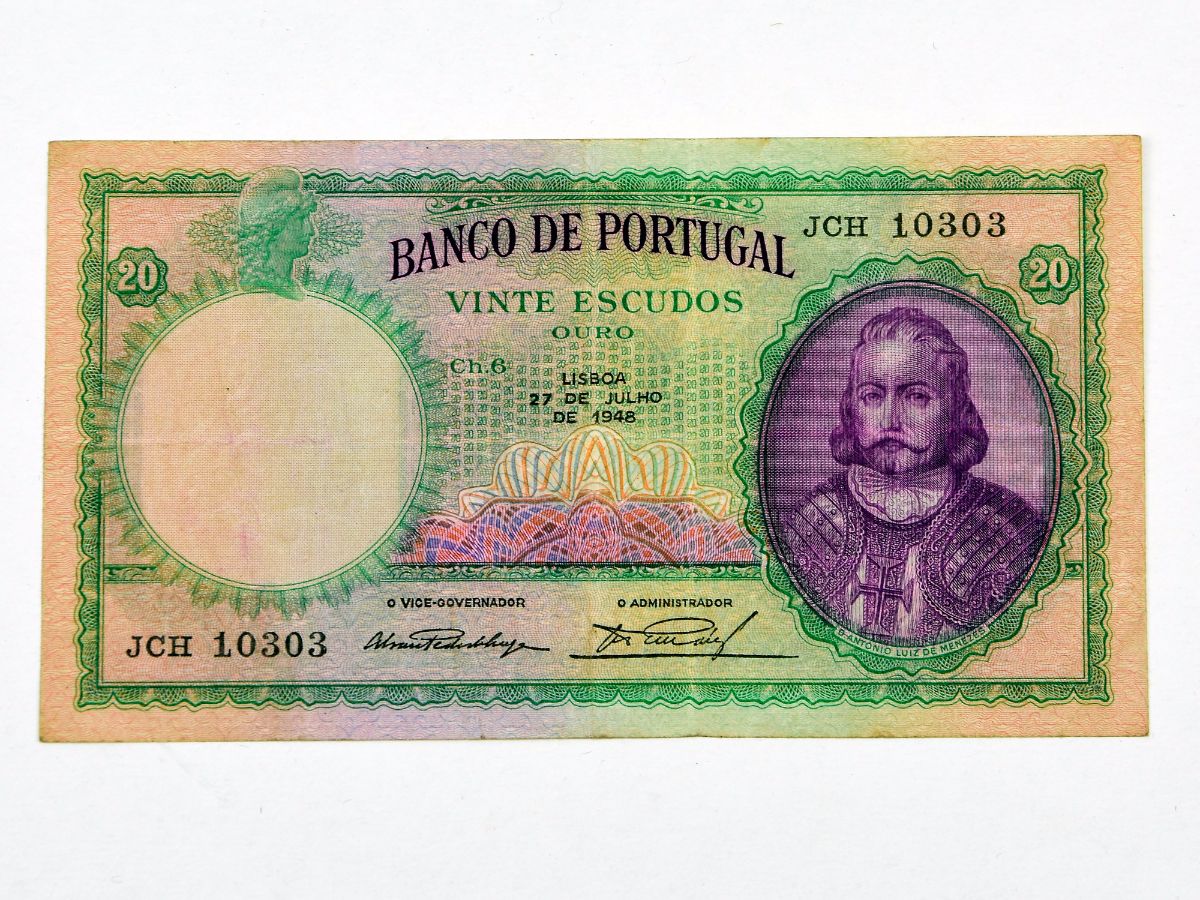 BANCO DE PORTUGAL
JCH 10303
20
20
VINTE ESCUDOS
OURO
Ch.6
LISBOA
27 DE JULHO
DE 1948
O VICE-GOVERNADOR
O ADMINISTRADOR
JCH 10303
D. ANTONIO LUIZ DE MENEZES